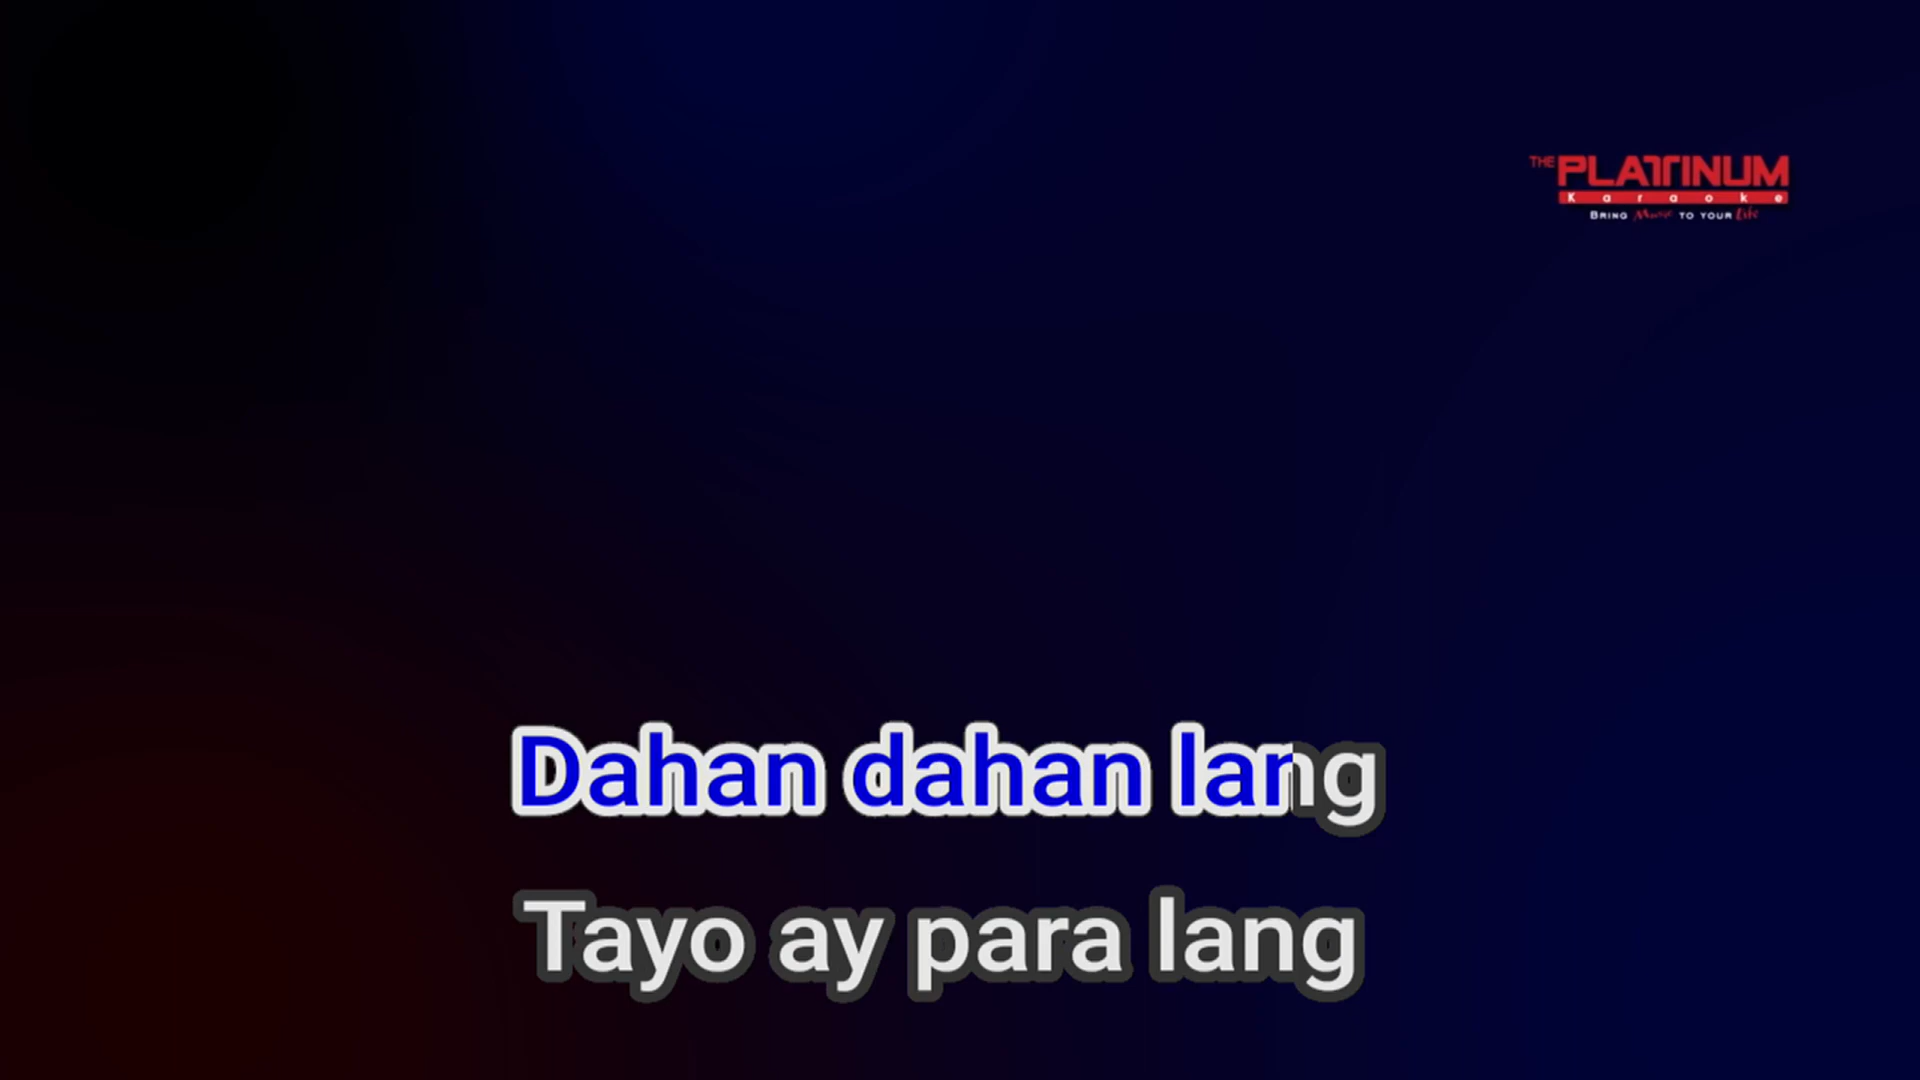 THE PLATINUM
Karaoke
BRING Music TO YOUR Life
Dahan dahan lang
Tayo ay para lang